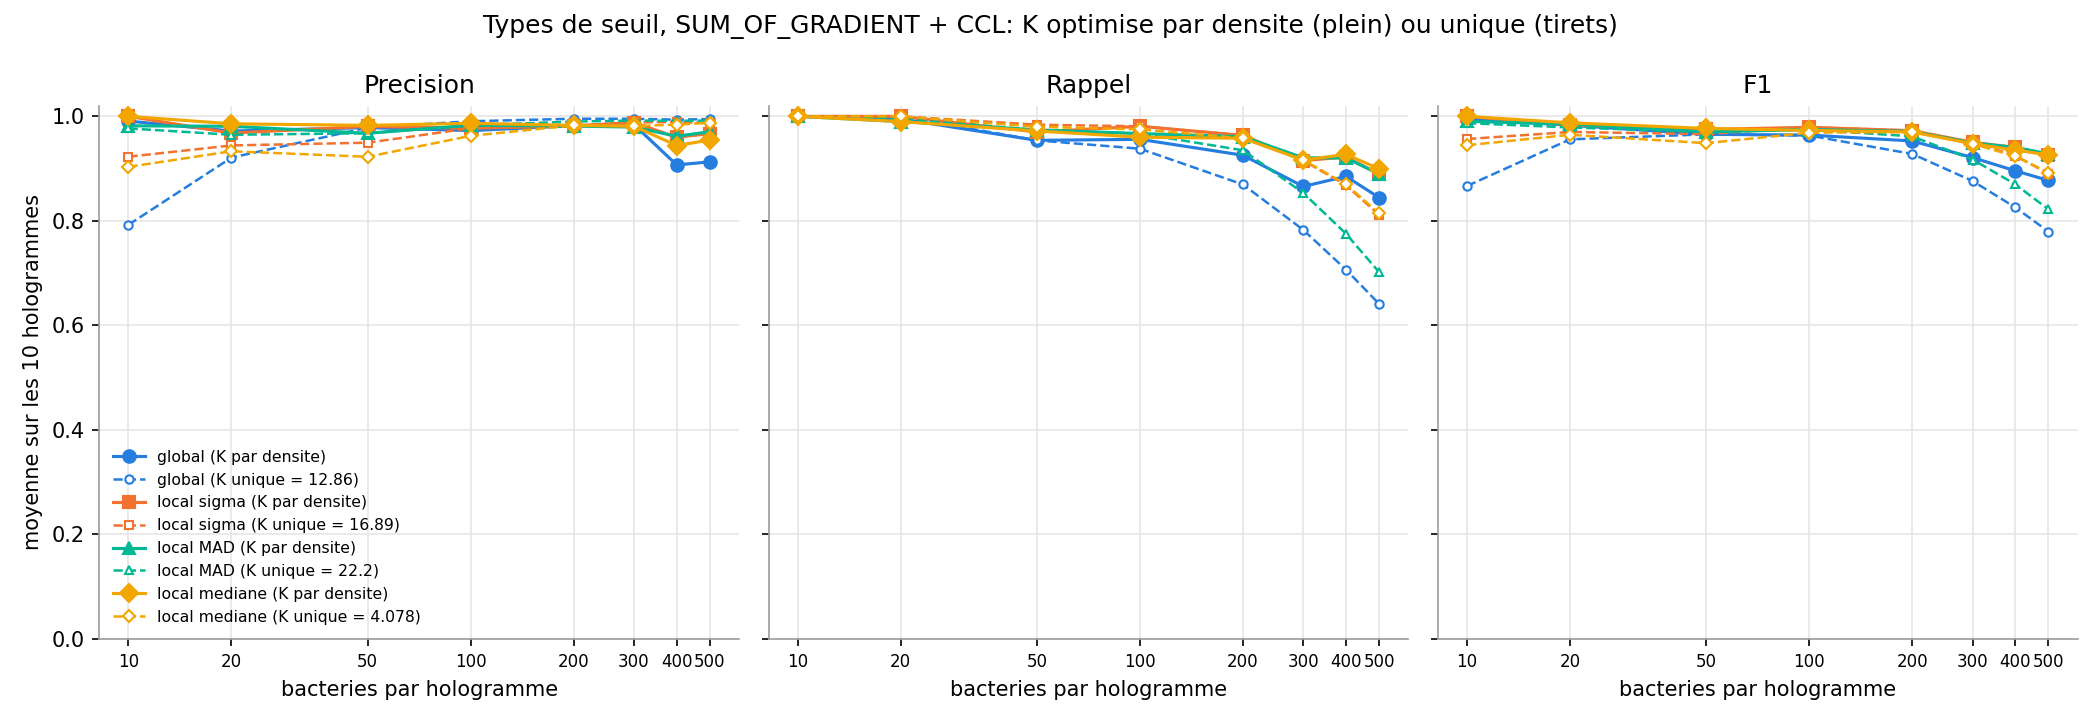 Types de seuil, SUM_OF_GRADIENT + CCL: K optimise par densite (plein) ou unique (tirets)
Precision
Rappel
F1
moyenne sur les 10 hologrammes
1.0
0.8
0.6
0.4
0.2
0.0
global (K par densite)
global (K unique = 12.86)
local sigma (K par densite)
local sigma (K unique = 16.89)
local MAD (K par densite)
local MAD (K unique = 22.2)
local mediane (K par densite)
local mediane (K unique = 4.078)
10 20 50 100 200 300 400 500
10 20 50 100 200 300 400 500
10 20 50 100 200 300 400 500
bacteries par hologramme
bacteries par hologramme
bacteries par hologramme